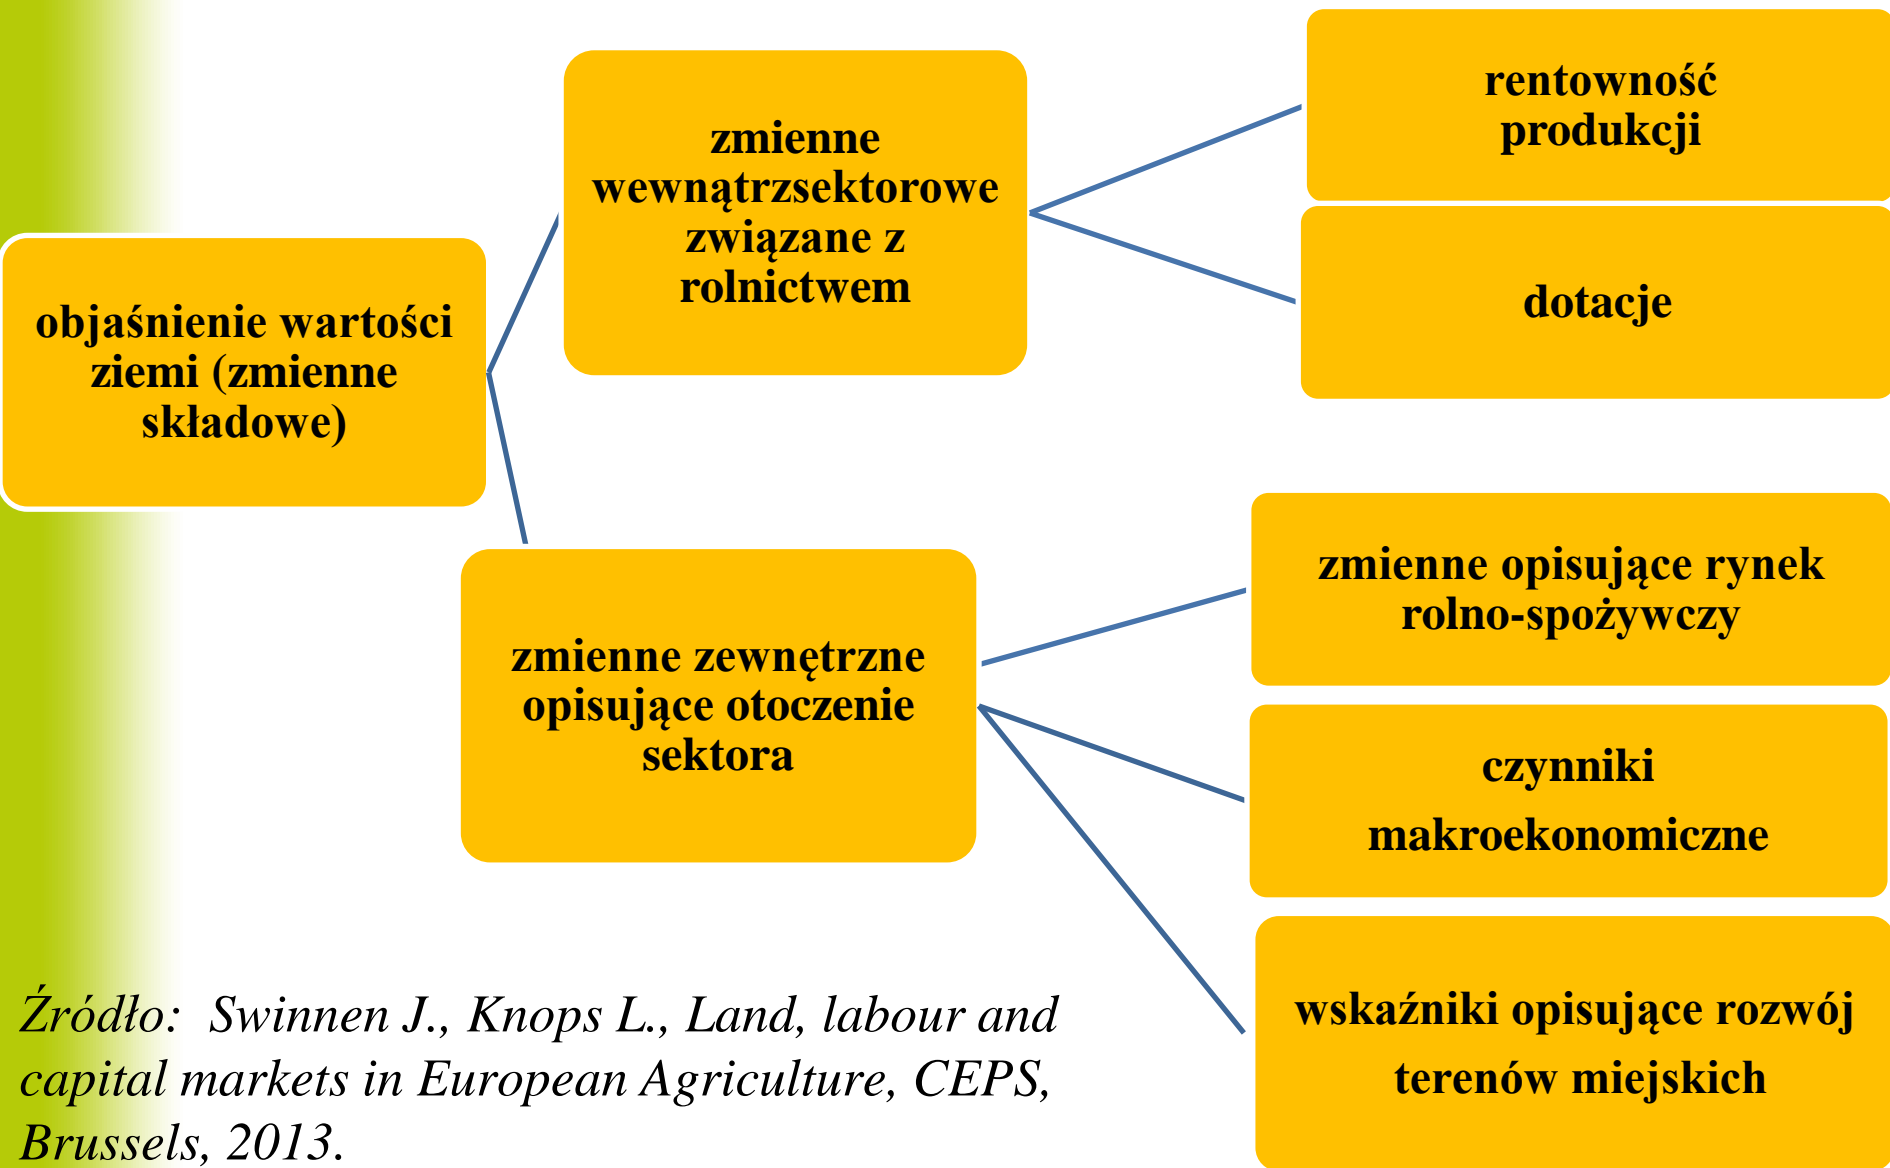 objaśnienie wartości
ziemi (zmienne
składowe)
zmienne
wewnątrzsektorowe
związane z
rolnictwem
rentowność
produkcji
dotacje
zmienne zewnętrzne
opisujące otoczenie
sektora
zmienne opisujące rynek
rolno-spożywczy
czynniki
makroekonomiczne
wskaźniki opisujące rozwój
terenów miejskich
Źródło: Swinnen J., Knops L., Land, labour and
capital markets in European Agriculture, CEPS,
Brussels, 2013.